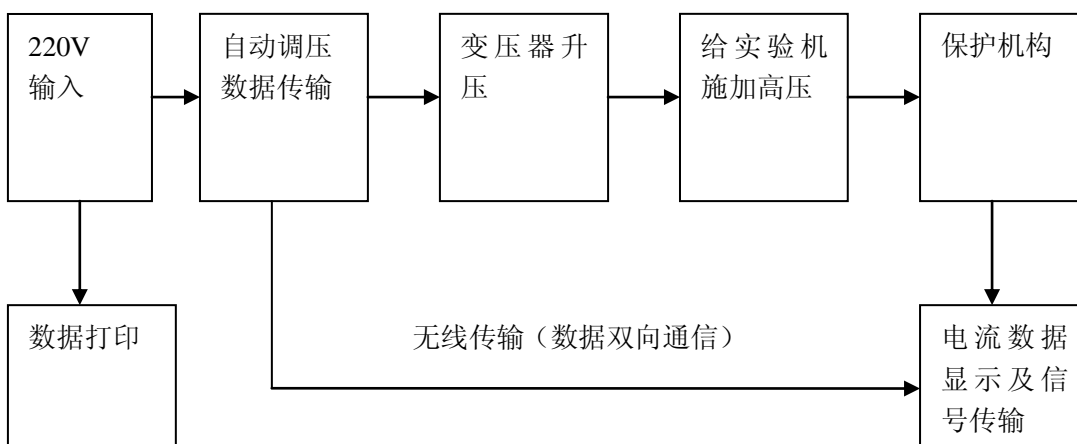 220V
输入
自动调压
数据传输
变压器升
压
给实验机
施加高压
保护机构
数据打印
无线传输（数据双向通信）
电流数据
显示及信
号传输